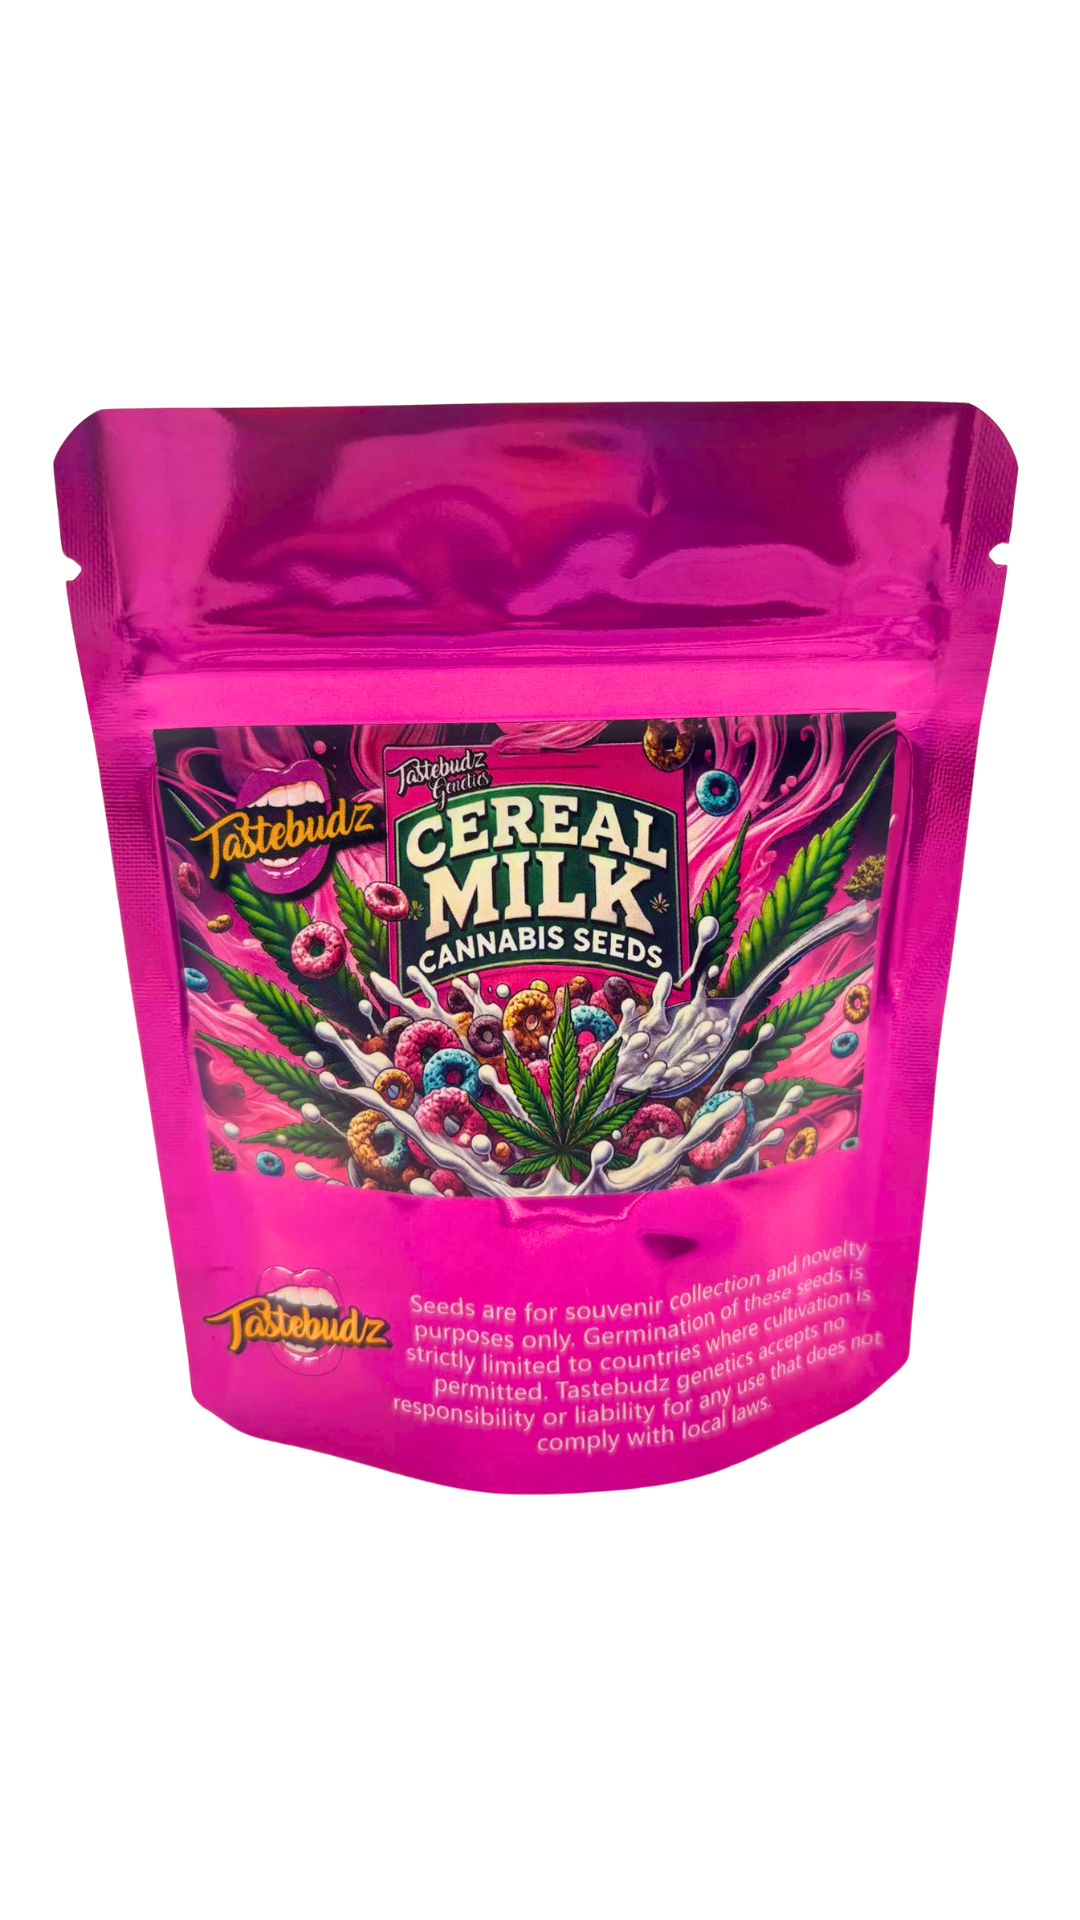 Tastebudz
Genetics
Tastebudz
CEREAL
MILK
CANNABIS SEEDS
Tastebudz
Seeds are for souvenir collection and novelty
purposes only. Germination of these seeds is
strictly limited to countries where cultivation is
permitted. Tastebudz genetics accepts no
responsibility or liability for any use that does not
comply with local laws.